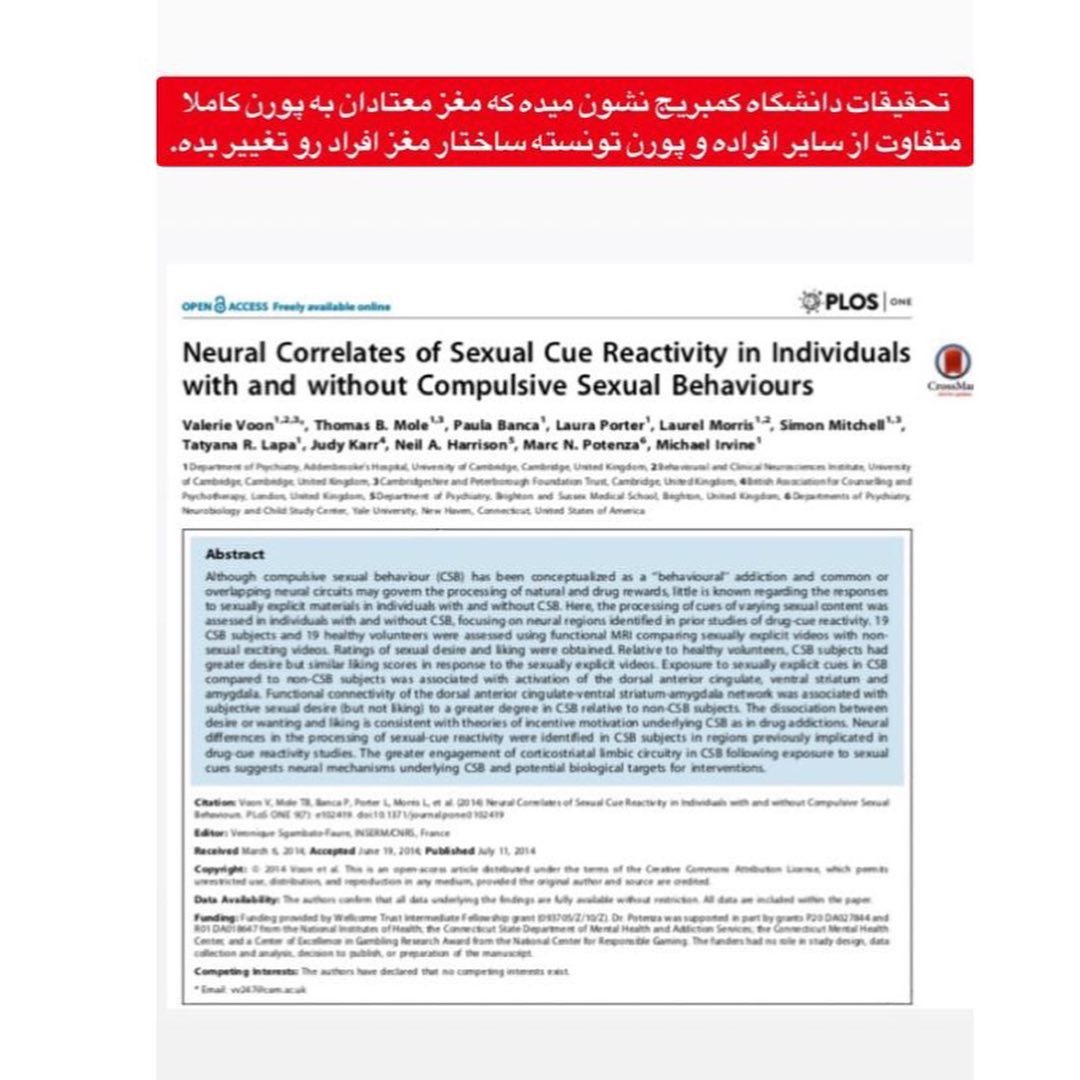 تحقیقات دانشگاه کمبریج نشون میده که مغز معتادان به پورن کاملا
متفاوت از سایر افراده و پورن تونسته ساختار مغز افراد رو تغییر بده.
OPEN ACCESS Freely available online
PLOS | ONE
Neural Correlates of Sexual Cue Reactivity in Individuals
with and without Compulsive Sexual Behaviours
CrossMar
Valerie Voon1,2,3*, Thomas B. Mole1,3, Paula Banca1, Laura Porter1, Laurel Morris1,2, Simon Mitchell1,3,
Tatyana R. Lapa1, Judy Karr4, Neil A. Harrison5, Marc N. Potenza6, Michael Irvine1
1 Department of Psychiatry, Addenbrooke's Hospital, University of Cambridge, Cambridge, United Kingdom, 2 Behavioural and Clinical Neurosciences Institute, University
of Cambridge, Cambridge, United Kingdom, 3 Cambridgeshire and Peterborough Foundation Trust, Cambridge, United Kingdom, 4 British Association for Counselling and
Psychotherapy, London, United Kingdom, 5 Department of Psychiatry, Brighton and Sussex Medical School, Brighton, United Kingdom, 6 Departments of Psychiatry,
Neurobiology and Child Study Center, Yale University, New Haven, Connecticut, United States of America
Abstract
Although compulsive sexual behaviour (CSB) has been conceptualized as a "behavioural" addiction and common or
overlapping neural circuits may govern the processing of natural and drug rewards, little is known regarding the responses
to sexually explicit materials in individuals with and without CSB. Here, the processing of cues of varying sexual content was
assessed in individuals with and without CSB, focusing on neural regions identified in prior studies of drug-cue reactivity. 19
CSB subjects and 19 healthy volunteers were assessed using functional MRI comparing sexually explicit videos with non-
sexual exciting videos. Ratings of sexual desire and liking were obtained. Relative to healthy volunteers, CSB subjects had
greater desire but similar liking scores in response to the sexually explicit videos. Exposure to sexually explicit cues in CSB
compared to non-CSB subjects was associated with activation of the dorsal anterior cingulate, ventral striatum and
amygdala. Functional connectivity of the dorsal anterior cingulate-ventral striatum-amygdala network was associated with
subjective sexual desire (but not liking) to a greater degree in CSB relative to non-CSB subjects. The dissociation between
desire or wanting and liking is consistent with theories of incentive motivation underlying CSB as in drug addictions. Neural
differences in the processing of sexual-cue reactivity were identified in CSB subjects in regions previously implicated in
drug-cue reactivity studies. The greater engagement of corticostriatal limbic circuitry in CSB following exposure to sexual
cues suggests neural mechanisms underlying CSB and potential biological targets for interventions.
Citation: Voon V, Mole TB, Banca P, Porter L, Morris L, et al. (2014) Neural Correlates of Sexual Cue Reactivity in Individuals with and without Compulsive Sexual
Behaviours. PLoS ONE 9(7): e102419. doi:10.1371/journal.pone.0102419
Editor: Veronique Sgambato-Faure, INSERM/CNRS, France
Received March 6, 2014; Accepted June 19, 2014; Published July 11, 2014
Copyright: © 2014 Voon et al. This is an open-access article distributed under the terms of the Creative Commons Attribution License, which permits
unrestricted use, distribution, and reproduction in any medium, provided the original author and source are credited.
Data Availability: The authors confirm that all data underlying the findings are fully available without restriction. All data are included within the paper.
Funding: Funding provided by Wellcome Trust Intermediate Fellowship grant (093705/Z/10/Z). Dr. Potenza was supported in part by grants P20 DA027844 and
R01 DA018647 from the National Institutes of Health, the Connecticut State Department of Mental Health and Addiction Services; the Connecticut Mental Health
Center; and a Center of Excellence in Gambling Research Award from the National Center for Responsible Gaming. The funders had no role in study design, data
collection and analysis, decision to publish, or preparation of the manuscript.
Competing Interests: The authors have declared that no competing interests exist.
* Email: vv247@cam.ac.uk